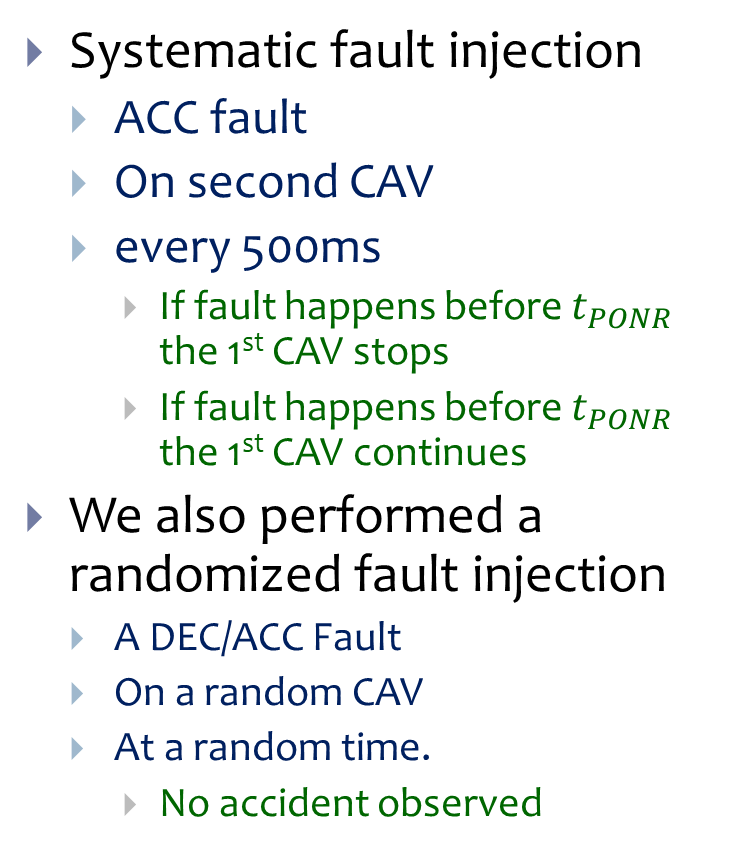 Systematic fault injection
ACC fault
On second CAV
every 500ms
If fault happens before t_PONR
the 1st CAV stops
If fault happens before t_PONR
the 1st CAV continues
We also performed a
randomized fault injection
A DEC/ACC Fault
On a random CAV
At a random time.
No accident observed